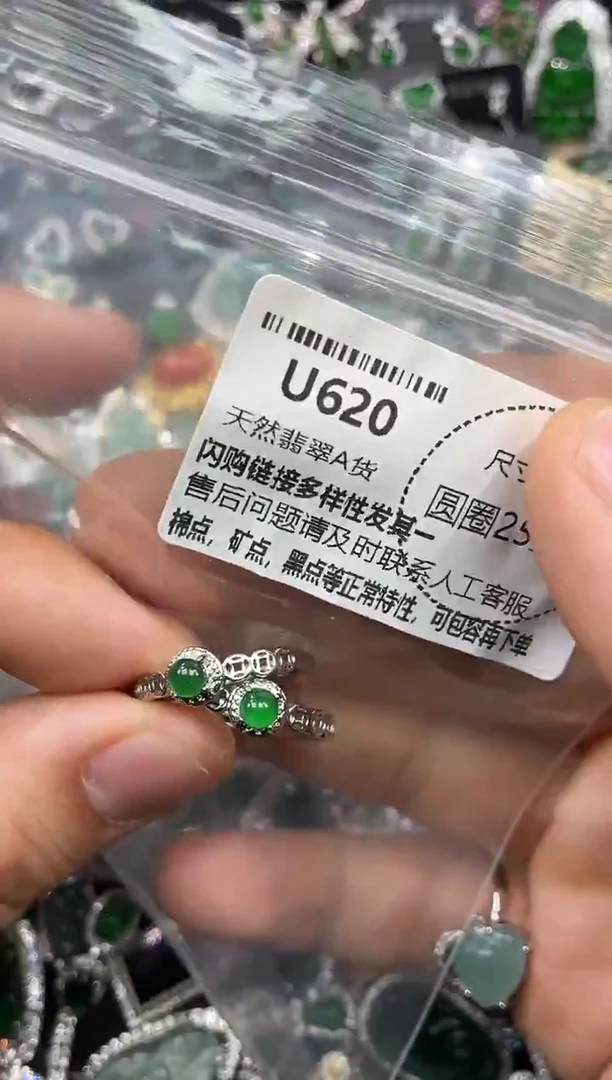 U620
天然翡翠A货
尺寸
圆圈25
闪购链接多样性发其一
售后问题请及时联系人工客服
棉点，矿点，黑点等正常特性，可包容再下单